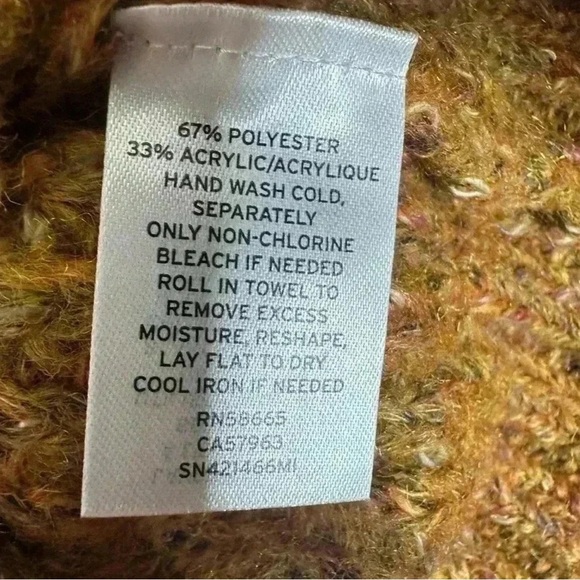 67% POLYESTER
33% ACRYLIC/ACRYLIQUE
HAND WASH COLD,
SEPARATELY
ONLY NON-CHLORINE
BLEACH IF NEEDED
ROLL IN TOWEL TO
REMOVE EXCESS
MOISTURE, RESHAPE,
LAY FLAT TO DRY
COOL IRON IF NEEDED
RN58665
CA57963
SN421466MI